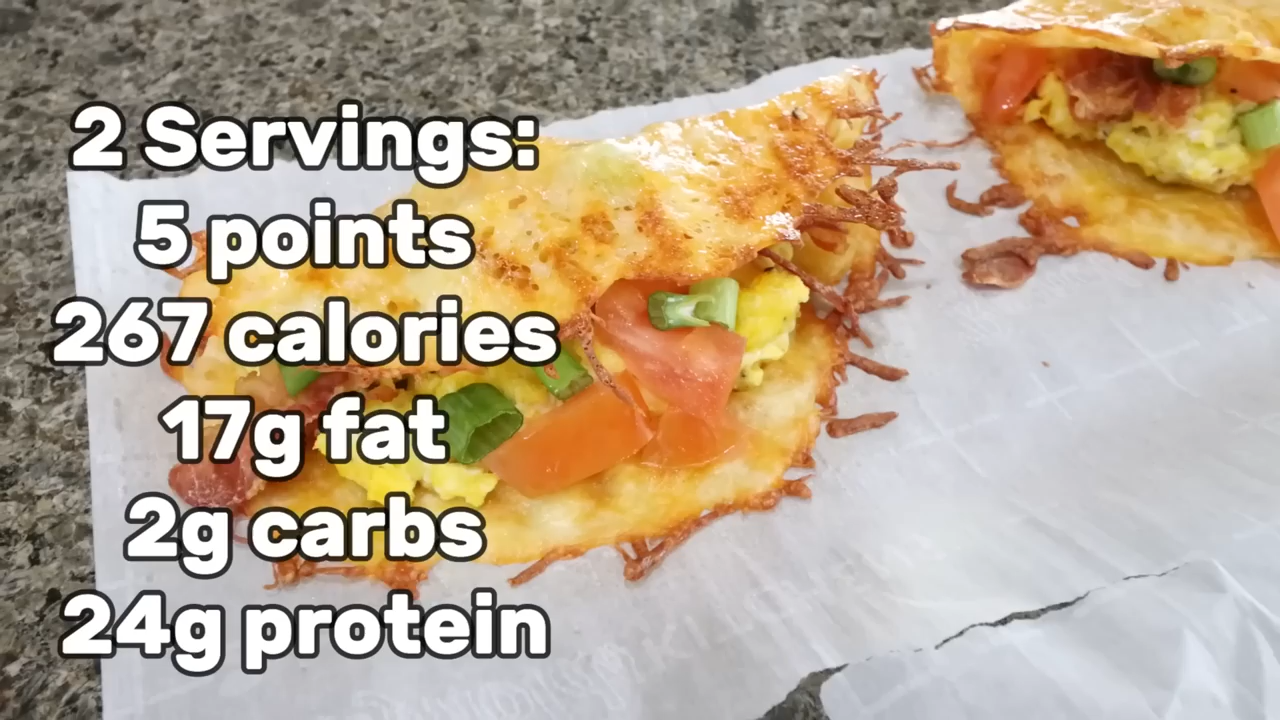 2 Servings:
5 points
267 calories
17g fat
2g carbs
24g protein